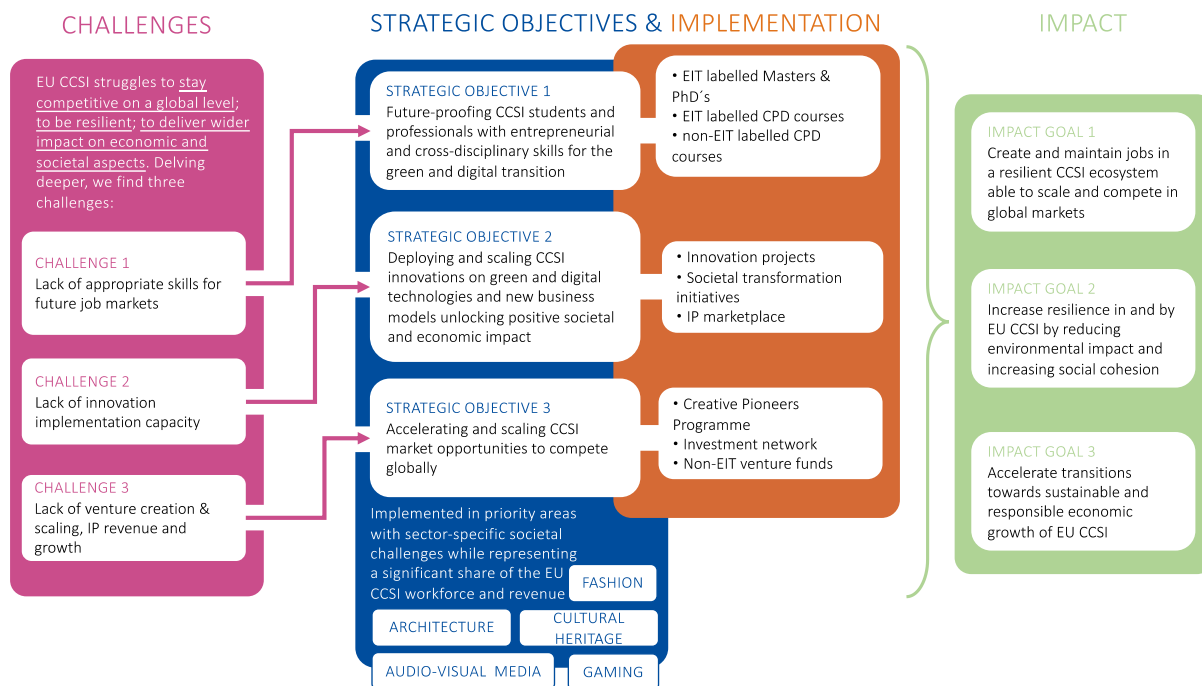 CHALLENGES
EU CCSI struggles to stay
competitive on a global level;
to be resilient; to deliver wider
impact on economic and
societal aspects. Delving
deeper, we find three
challenges:
CHALLENGE 1
Lack of appropriate skills for
future job markets
CHALLENGE 2
Lack of innovation
implementation capacity
CHALLENGE 3
Lack of venture creation &
scaling, IP revenue and
growth
STRATEGIC OBJECTIVES & IMPLEMENTATION
STRATEGIC OBJECTIVE 1
Future-proofing CCSI students and
professionals with entrepreneurial
and cross-disciplinary skills for the
green and digital transition
• EIT labelled Masters &
PhD´s
• EIT labelled CPD courses
• non-EIT labelled CPD
courses
STRATEGIC OBJECTIVE 2
Deploying and scaling CCSI
innovations on green and digital
technologies and new business
models unlocking positive societal
and economic impact
• Innovation projects
• Societal transformation
initiatives
• IP marketplace
STRATEGIC OBJECTIVE 3
Accelerating and scaling CCSI
market opportunities to compete
globally
• Creative Pioneers
Programme
• Investment network
• Non-EIT venture funds
Implemented in priority areas
with sector-specific societal
challenges while representing
a significant share of the EU
CCSI workforce and revenue
FASHION
ARCHITECTURE
CULTURAL
HERITAGE
AUDIO-VISUAL MEDIA
GAMING
IMPACT
IMPACT GOAL 1
Create and maintain jobs in
a resilient CCSI ecosystem
able to scale and compete in
global markets
IMPACT GOAL 2
Increase resilience in and by
EU CCSI by reducing
environmental impact and
increasing social cohesion
IMPACT GOAL 3
Accelerate transitions
towards sustainable and
responsible economic
growth of EU CCSI